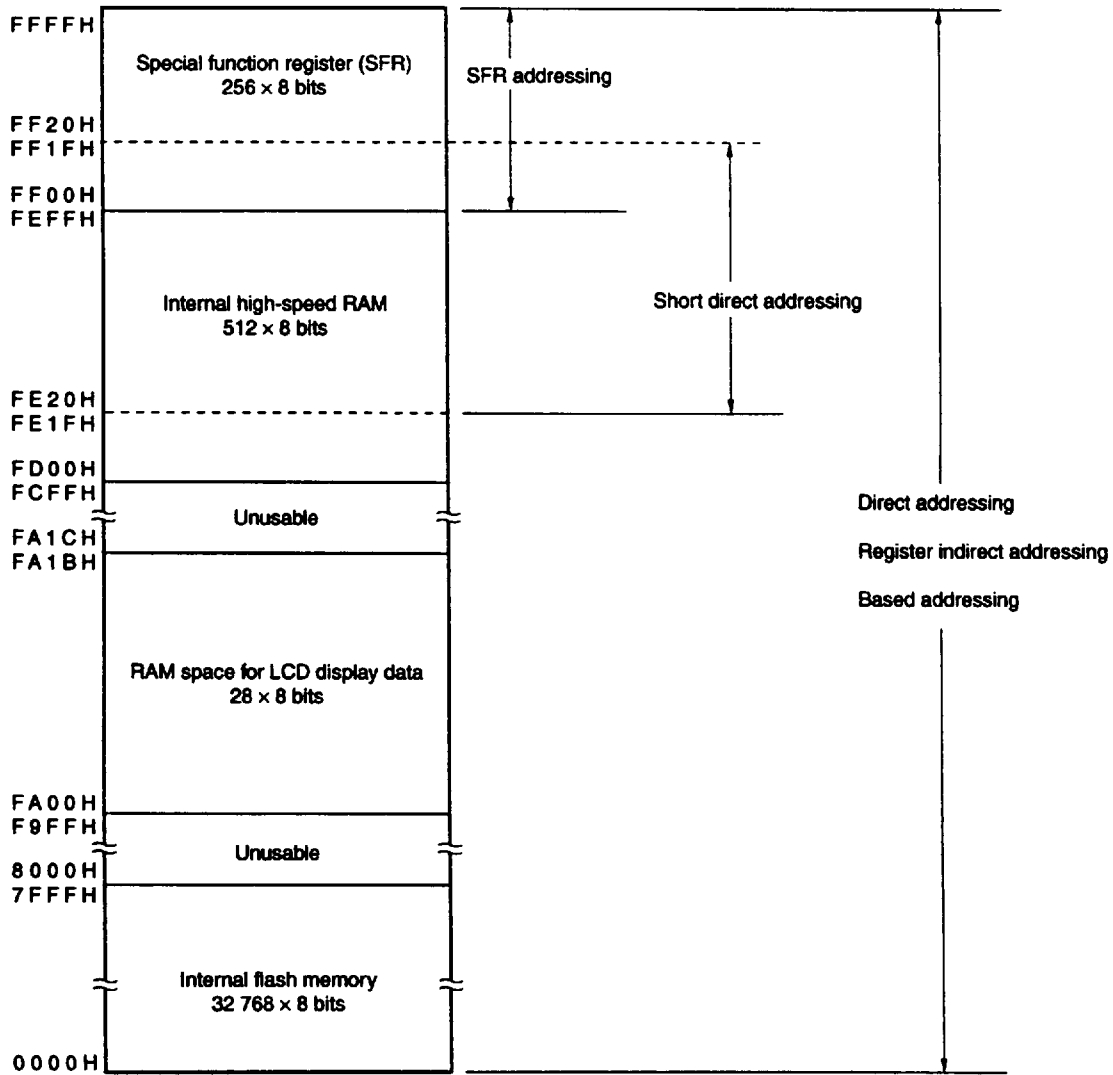 FFFFH
Special function register (SFR)
256 × 8 bits
SFR addressing
FF20H
FF1FH
FF00H
FEFFH
Internal high-speed RAM
512 × 8 bits
Short direct addressing
FE20H
FE1FH
FD00H
FCFFH
Unusable
Direct addressing
FA1CH
FA1BH
Register indirect addressing
Based addressing
RAM space for LCD display data
28 × 8 bits
FA00H
F9FFH
Unusable
8000H
7FFFH
Internal flash memory
32 768 × 8 bits
0000H